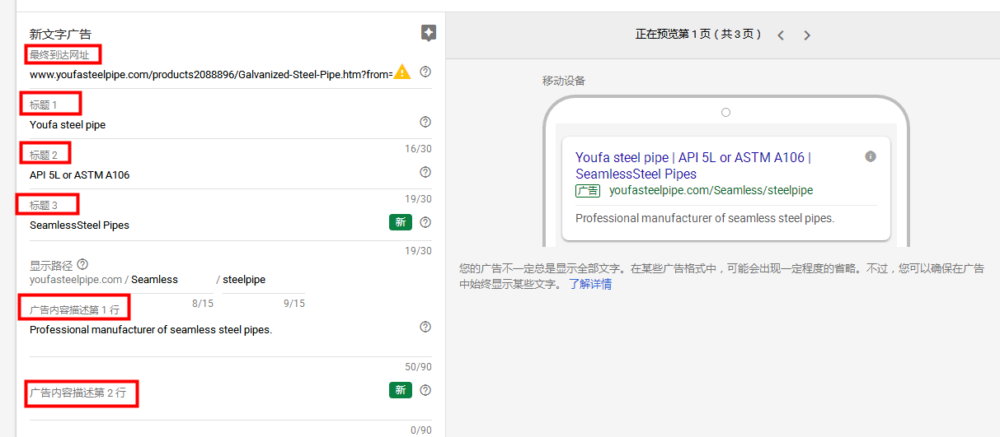 新文字广告
最终到达网址
www.youfasteelpipe.com/products2088896/Galvanized-Steel-Pipe.htm?from=
标题 1
Youfa steel pipe
16/30
标题 2
API 5L or ASTM A106
19/30
标题 3
SeamlessSteel Pipes
新
19/30
显示路径
youfasteelpipe.com / Seamless / steelpipe
8/15 9/15
广告内容描述第 1 行
Professional manufacturer of seamless steel pipes.
50/90
广告内容描述第 2 行
新
0/90
正在预览第 1 页 ( 共 3 页 )
移动设备
Youfa steel pipe | API 5L or ASTM A106 |
SeamlessSteel Pipes
广告 youfasteelpipe.com/Seamless/steelpipe
Professional manufacturer of seamless steel pipes.
您的广告不一定总是显示全部文字。在某些广告格式中，可能会出现一定程度的省略。不过，您可以确保在广告
中始终显示某些文字。 了解详情